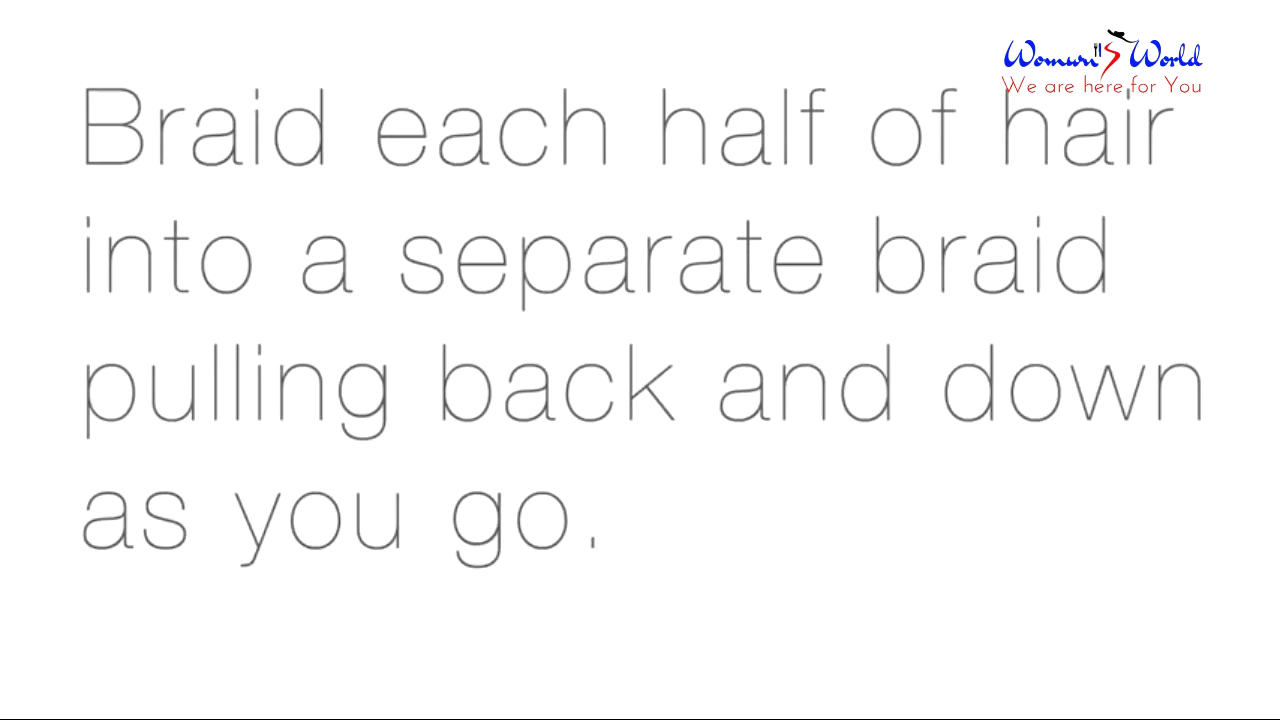 Woman's World
We are here for You
Braid each half of hair
into a separate braid
pulling back and down
as you go.